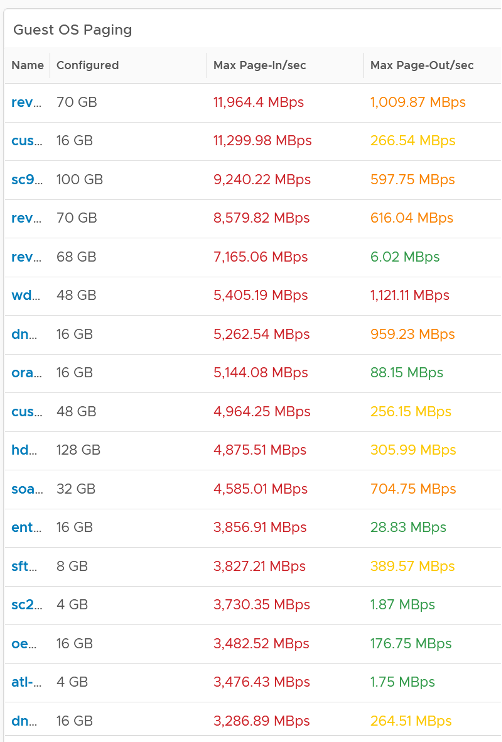 Guest OS Paging
Name Configured Max Page-In/sec Max Page-Out/sec
rev... 70 GB 11,964.4 MBps 1,009.87 MBps
cus... 16 GB 11,299.98 MBps 266.54 MBps
sc9... 100 GB 9,240.22 MBps 597.75 MBps
rev... 70 GB 8,579.82 MBps 616.04 MBps
rev... 68 GB 7,165.06 MBps 6.02 MBps
wd... 48 GB 5,405.19 MBps 1,121.11 MBps
dn... 16 GB 5,262.54 MBps 959.23 MBps
ora... 16 GB 5,144.08 MBps 88.15 MBps
cus... 48 GB 4,964.25 MBps 256.15 MBps
hd... 128 GB 4,875.51 MBps 305.99 MBps
soa... 32 GB 4,585.01 MBps 704.75 MBps
ent... 16 GB 3,856.91 MBps 28.83 MBps
sft... 8 GB 3,827.21 MBps 389.57 MBps
sc2... 4 GB 3,730.35 MBps 1.87 MBps
oe... 16 GB 3,482.52 MBps 176.75 MBps
atl-... 4 GB 3,476.43 MBps 1.75 MBps
dn... 16 GB 3,286.89 MBps 264.51 MBps